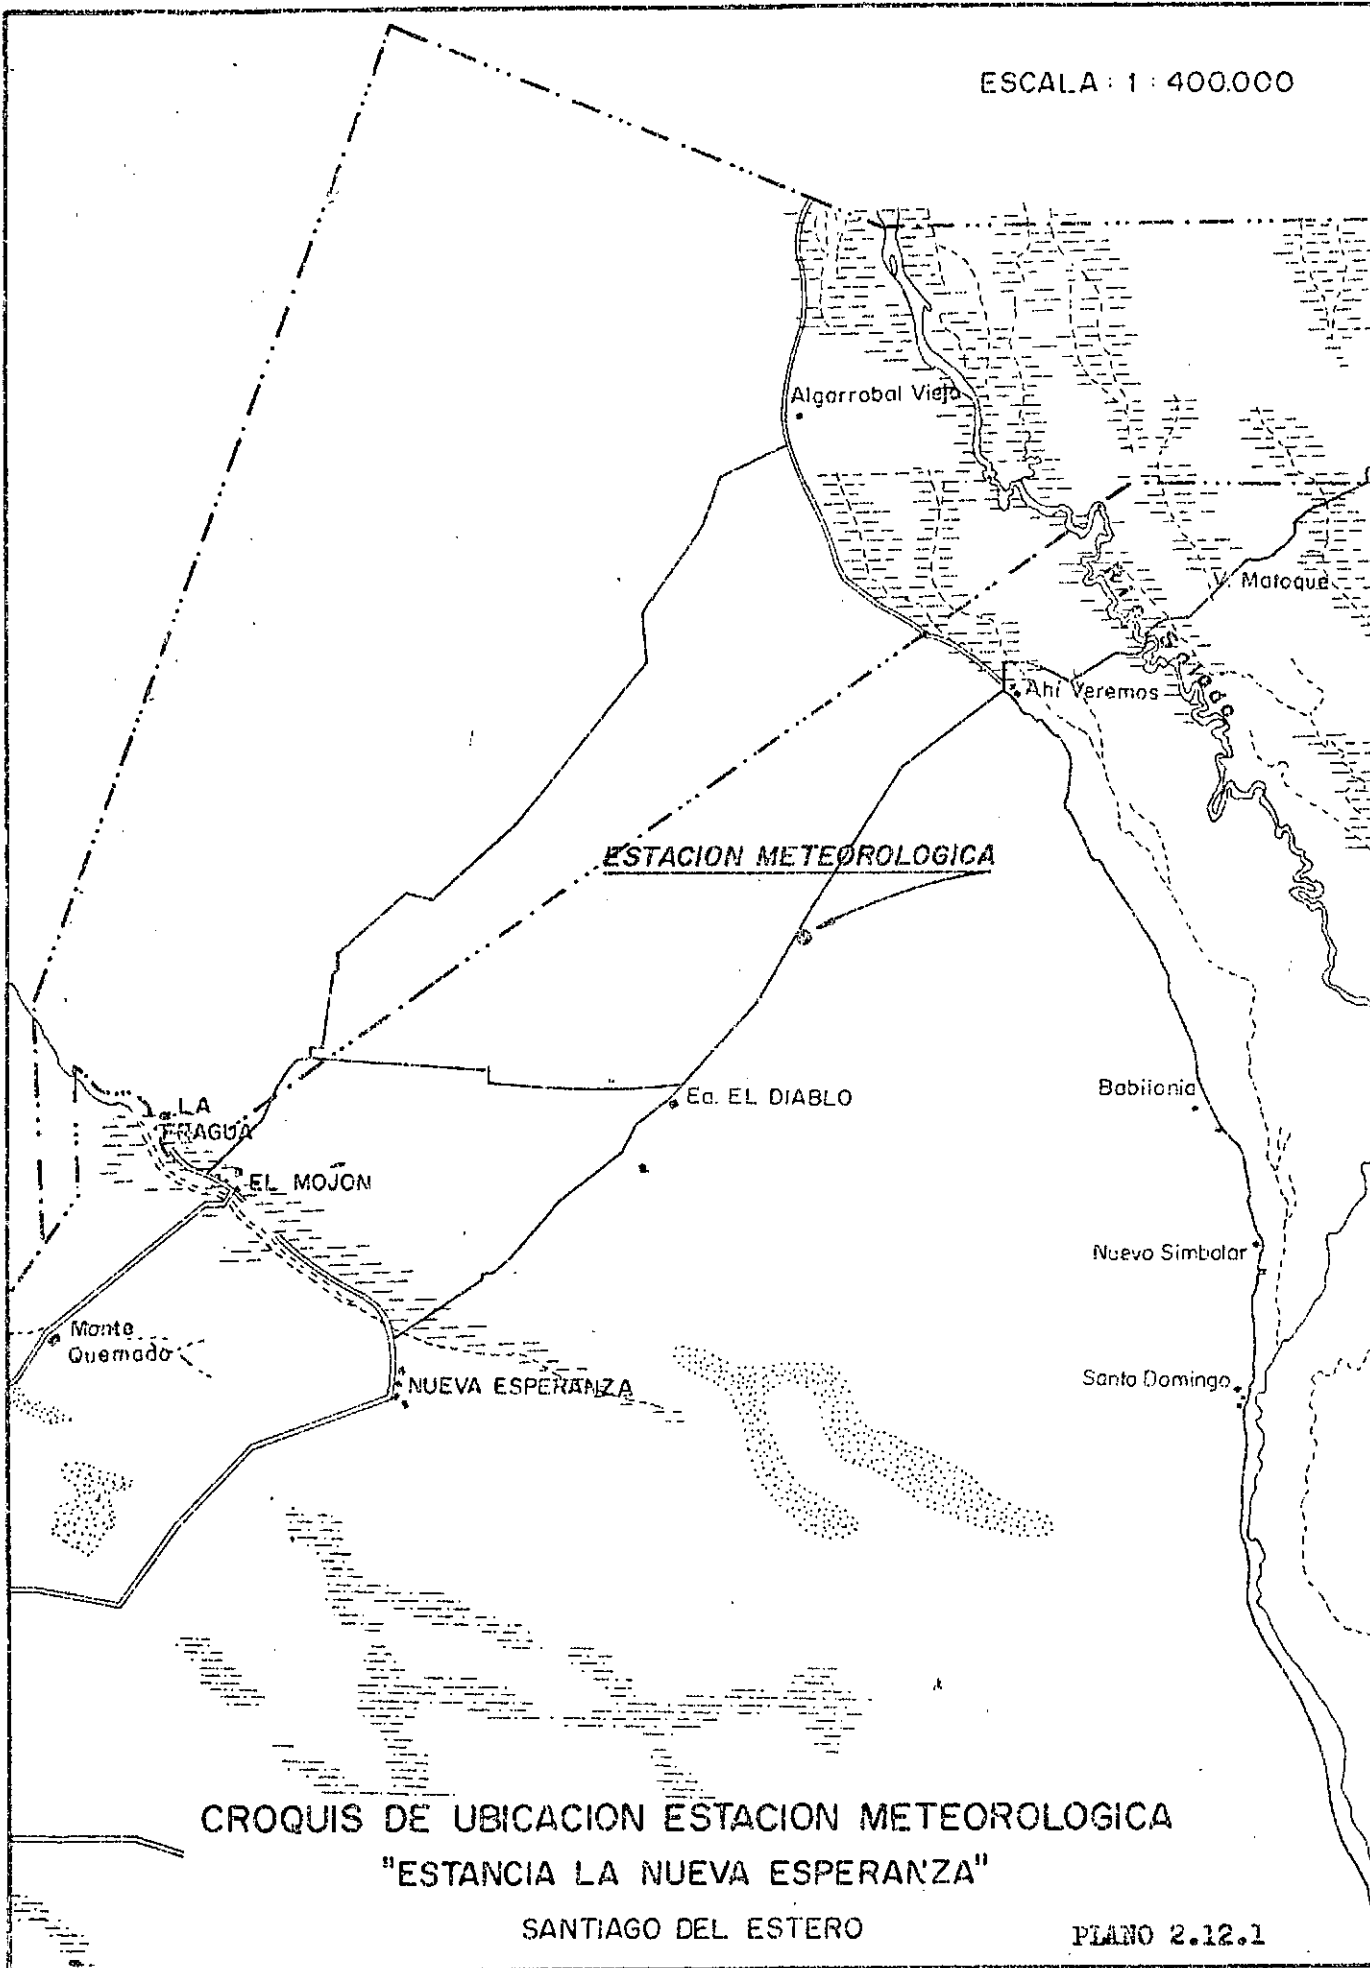 ESCALA : 1 : 400.000
Algarrobal Viejo
V. Matoque
Ahí Veremos
ESTACION METEOROLOGICA
Ea. EL DIABLO
Babilonia
LA
FRAGUA
EL MOJON
Nuevo Simbolar
Monte
Quemado
NUEVA ESPERANZA
Santo Domingo
CROQUIS DE UBICACION ESTACION METEOROLOGICA
"ESTANCIA LA NUEVA ESPERANZA"
SANTIAGO DEL ESTERO
PLANO 2.12.1